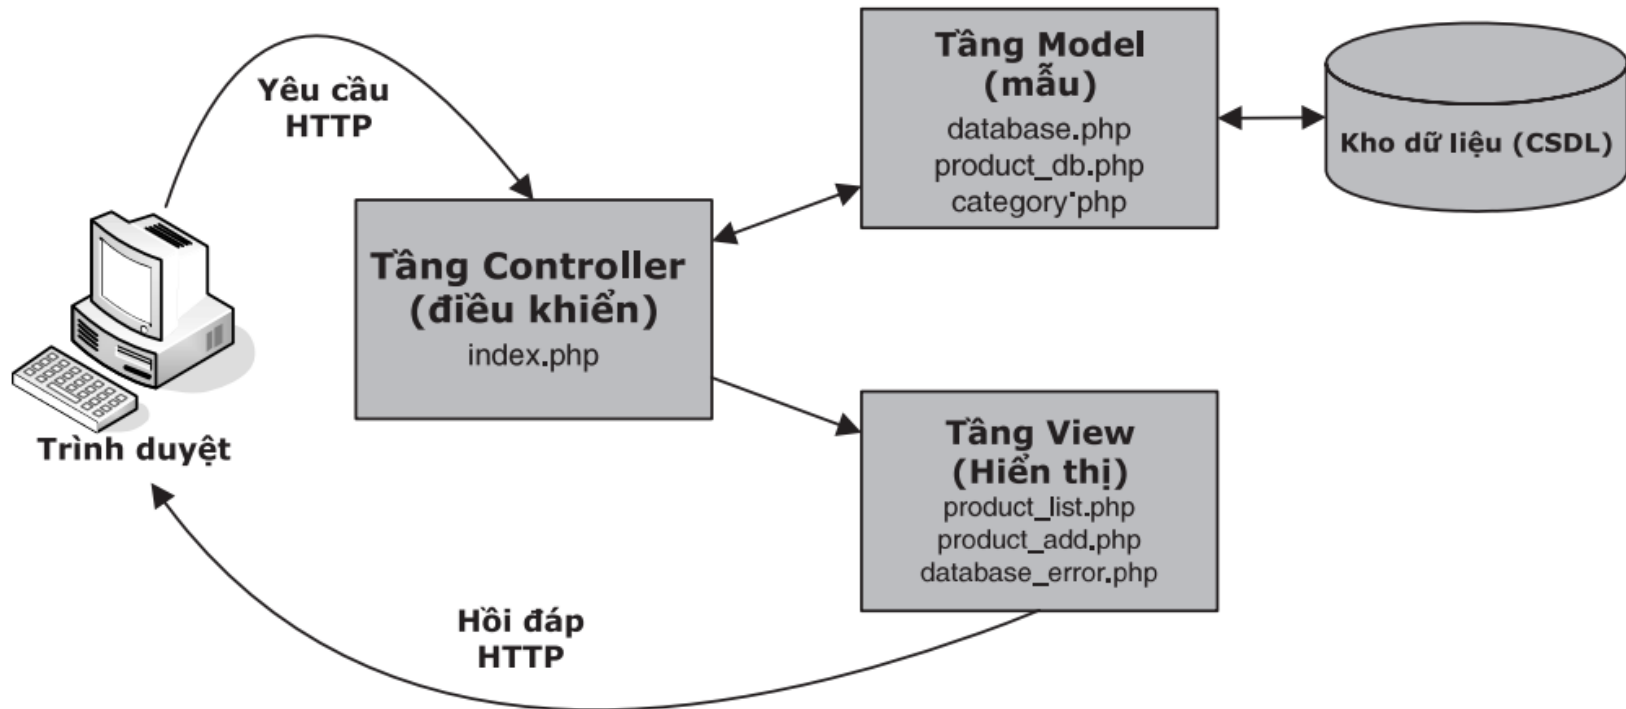 Yêu cầu
HTTP
Tầng Model
(mẫu)
database.php
product_db.php
category.php
Kho dữ liệu (CSDL)
Tầng Controller
(điều khiển)
index.php
Trình duyệt
Tầng View
(Hiển thị)
product_list.php
product_add.php
database_error.php
Hồi đáp
HTTP